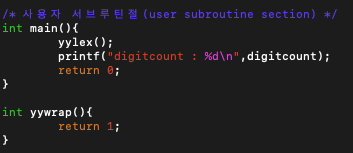 /* 사용자 서브루틴절(user subroutine section) */
int main(){
        yylex();
        printf("digitcount : %d\n",digitcount);
        return 0;
}

int yywrap(){
        return 1;
}